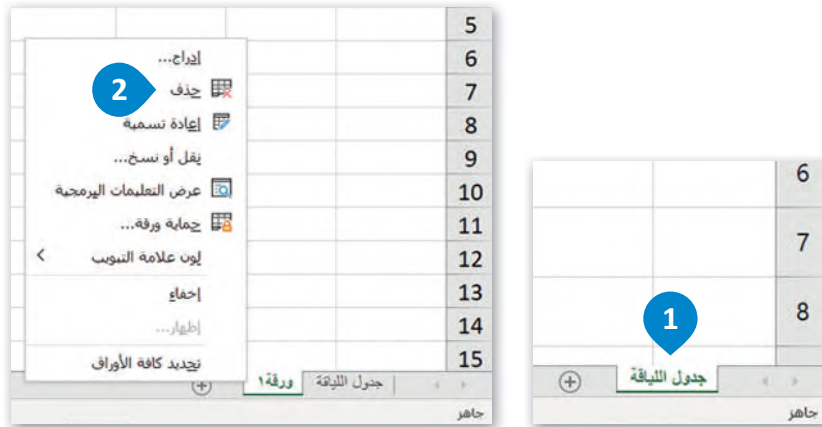 6
7
8
1
جدول اللياقة
جاهز
5
6
7
8
9
10
11
12
13
14
15
إدراج...
2
حذف
إعادة تسمية
نقل أو نسخ...
عرض التعليمات البرمجية
حماية ورقة...
لون علامة التبويب
إخفاء
إظهار...
تحديد كافة الأوراق
جدول اللياقة ورقة١
جاهز